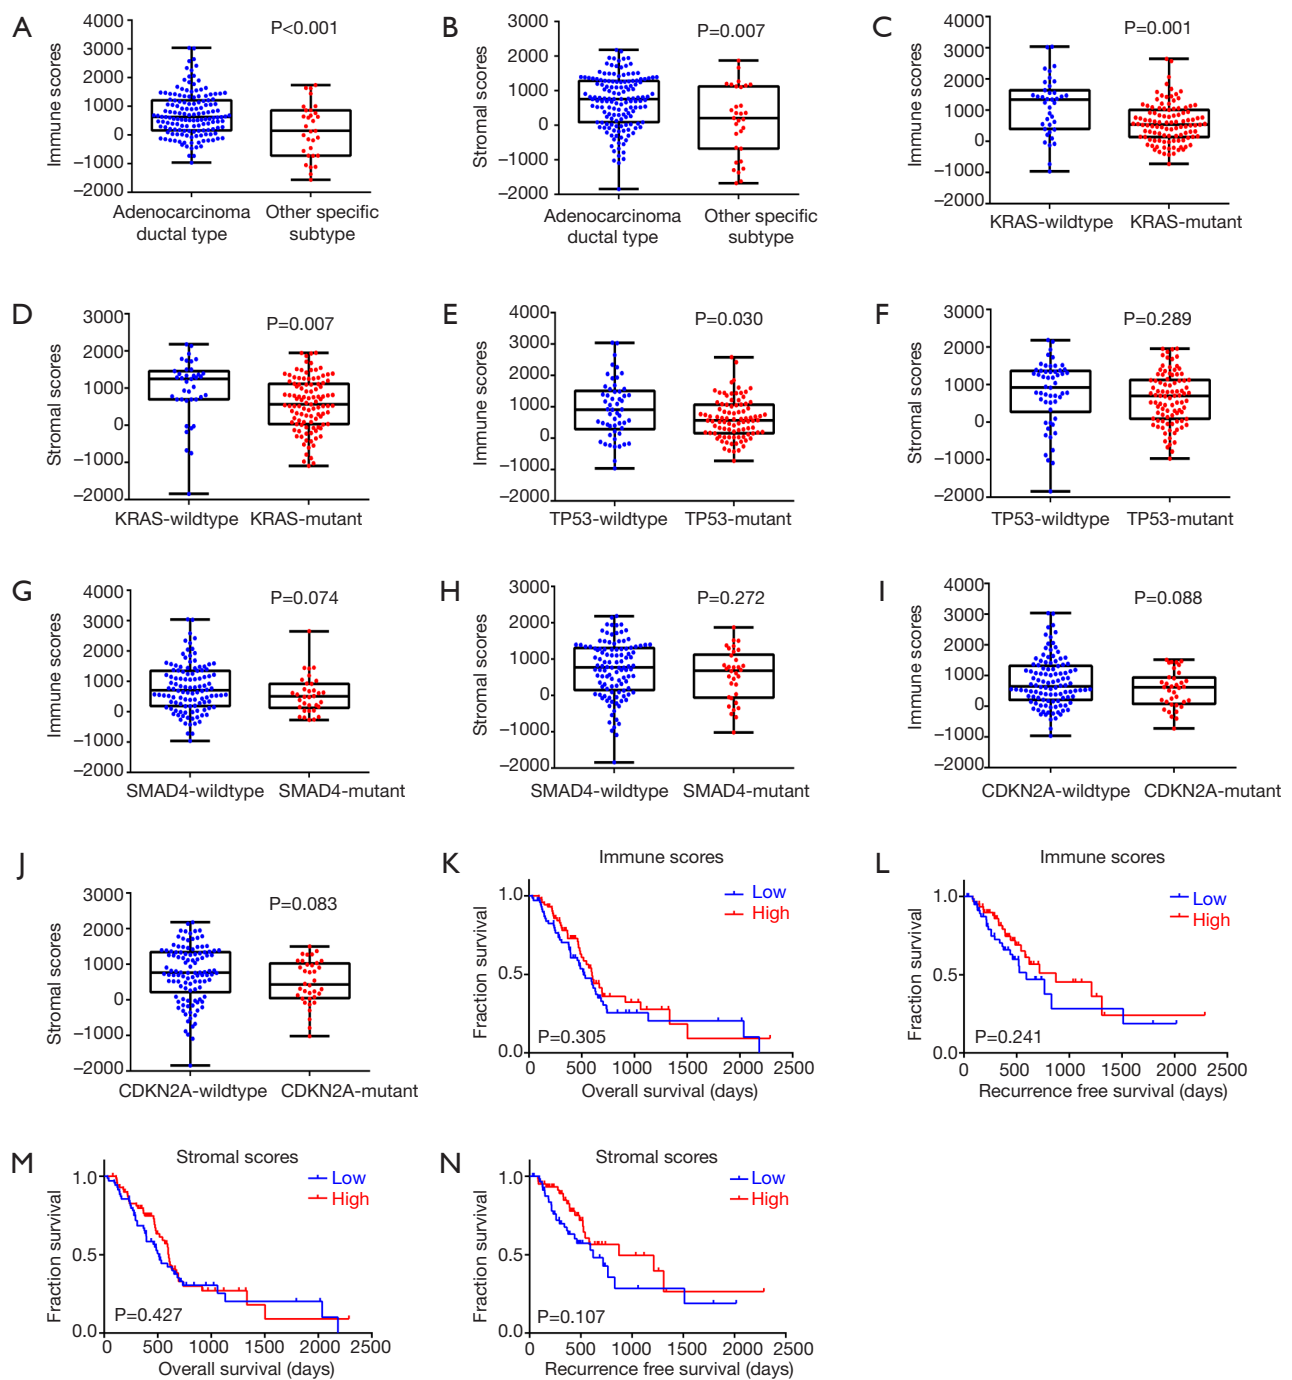 A
4000
3000
2000
1000
0
−1000
−2000
Immune scores
P<0.001
Adenocarcinoma
ductal type
Other specific
subtype
B
3000
2000
1000
0
−1000
−2000
Stromal scores
P=0.007
Adenocarcinoma
ductal type
Other specific
subtype
C
4000
3000
2000
1000
0
−1000
−2000
Immune scores
P=0.001
KRAS-wildtype KRAS-mutant
D
3000
2000
1000
0
−1000
−2000
Stromal scores
P=0.007
KRAS-wildtype KRAS-mutant
E
4000
3000
2000
1000
0
−1000
−2000
Immune scores
P=0.030
TP53-wildtype TP53-mutant
F
3000
2000
1000
0
−1000
−2000
Stromal scores
P=0.289
TP53-wildtype TP53-mutant
G
4000
3000
2000
1000
0
−1000
−2000
Immune scores
P=0.074
SMAD4-wildtype SMAD4-mutant
H
3000
2000
1000
0
−1000
−2000
Stromal scores
P=0.272
SMAD4-wildtype SMAD4-mutant
I
4000
3000
2000
1000
0
−1000
−2000
Immune scores
P=0.088
CDKN2A-wildtype CDKN2A-mutant
J
3000
2000
1000
0
−1000
−2000
Stromal scores
P=0.083
CDKN2A-wildtype CDKN2A-mutant
K
Immune scores
1.0
0.5
0.0
Fraction survival
Low
High
P=0.305
0 500 1000 1500 2000 2500
Overall survival (days)
L
Immune scores
1.0
0.5
0.0
Fraction survival
Low
High
P=0.241
0 500 1000 1500 2000 2500
Recurrence free survival (days)
M
Stromal scores
1.0
0.5
0.0
Fraction survival
Low
High
P=0.427
0 500 1000 1500 2000 2500
Overall survival (days)
N
Stromal scores
1.0
0.5
0.0
Fraction survival
Low
High
P=0.107
0 500 1000 1500 2000 2500
Recurrence free survival (days)